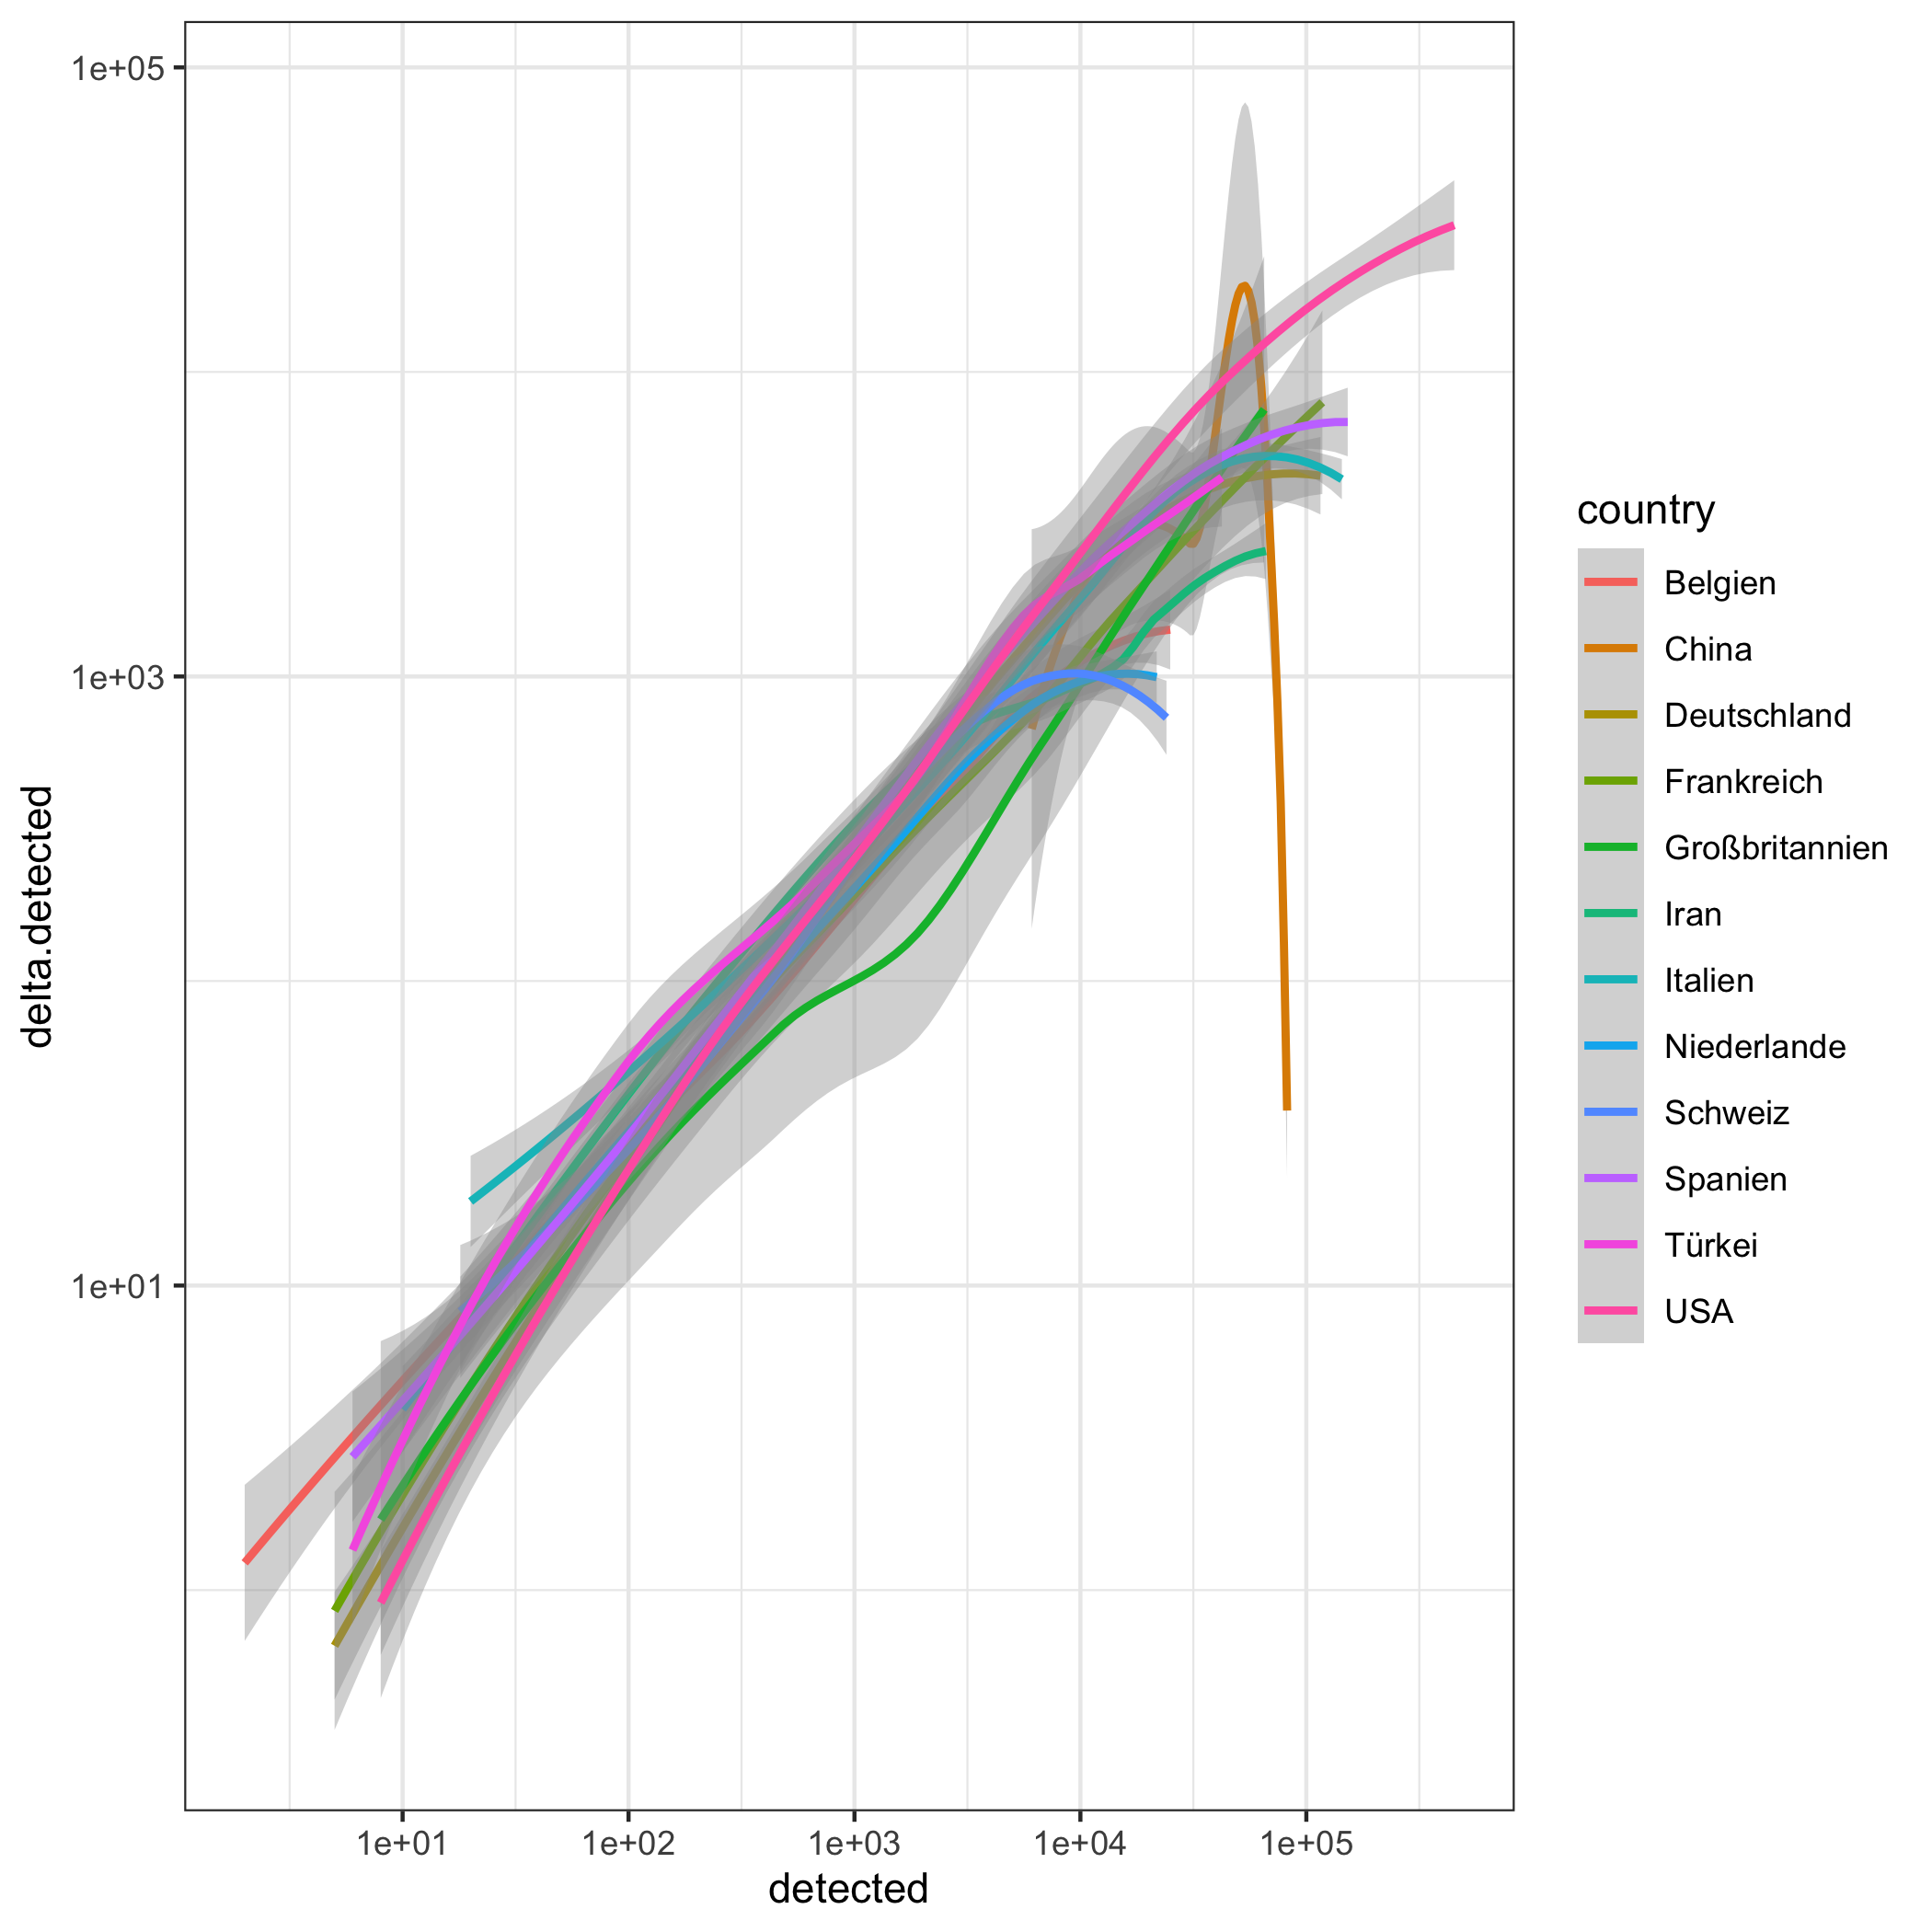 1e+05
1e+03
1e+01
delta.detected
1e+01 1e+02 1e+03 1e+04 1e+05
detected
country
Belgien
China
Deutschland
Frankreich
Großbritannien
Iran
Italien
Niederlande
Schweiz
Spanien
Türkei
USA